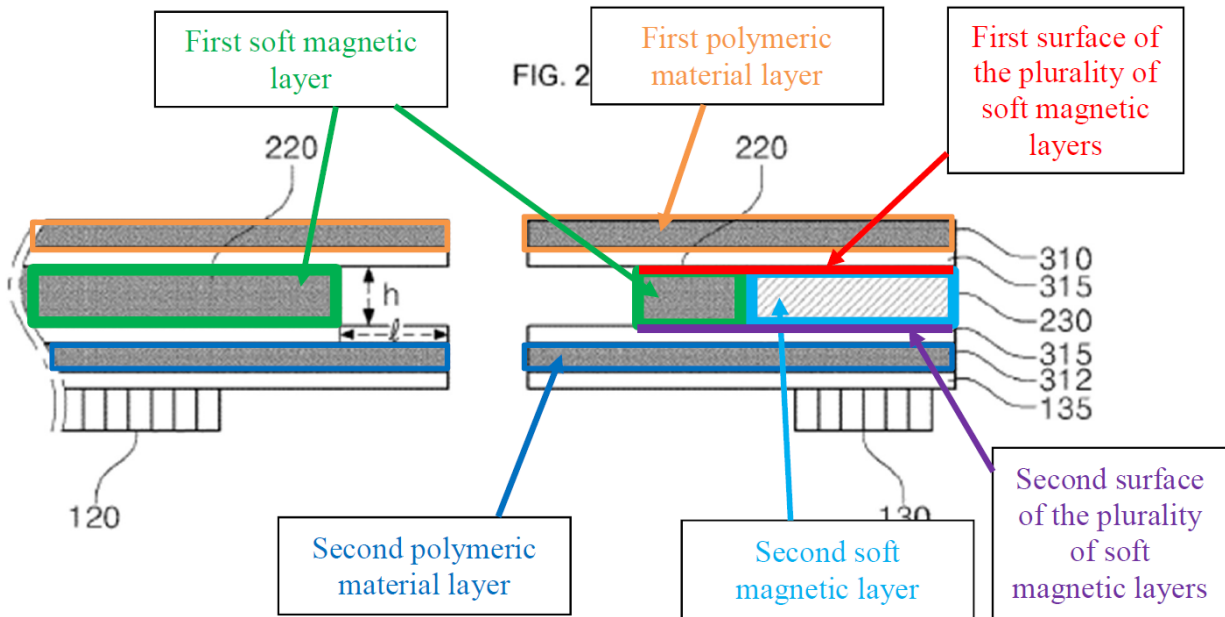 First soft magnetic
layer
First polymeric
material layer
First surface of
the plurality of
soft magnetic
layers
FIG. 2
220
220
310
315
h
230
ℓ
315
312
135
120
130
Second polymeric
material layer
Second soft
magnetic layer
Second surface
of the plurality
of soft
magnetic layers